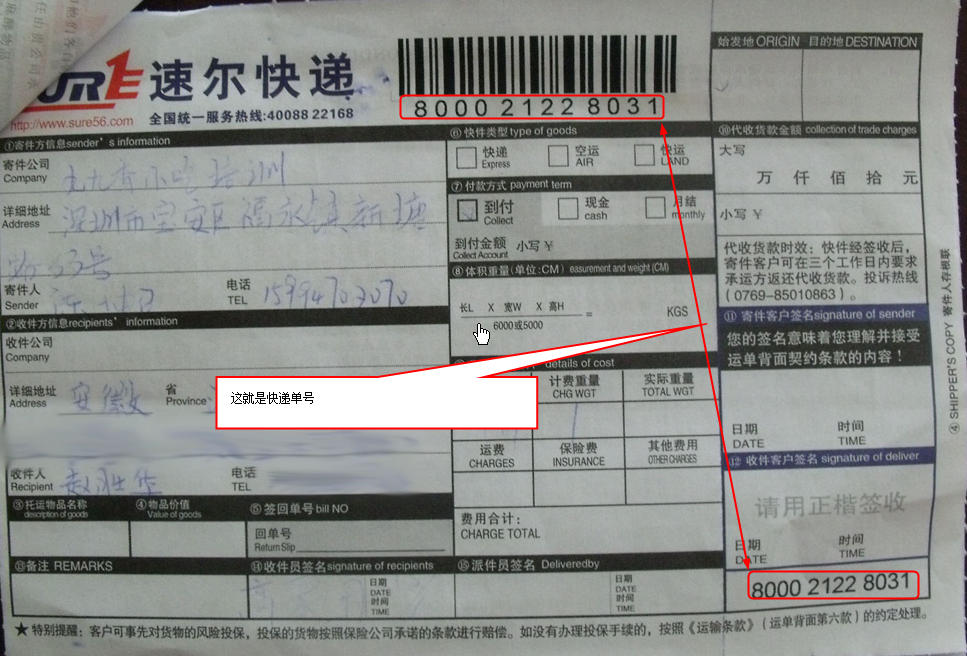 SURE 速尔快递
http://www.sure56.com 全国统一服务热线:40088 22168
8000 2122 8031
始发地 ORIGIN 目的地 DESTINATION
①寄件方信息sender's information
寄件公司
Company
详细地址 深圳市宝安区福永镇新塘
Address
路53号
寄件人
Sender
电话 15994703070
TEL
②收件方信息recipients' information
收件公司
Company
详细地址 安徽 省
Address Province
收件人
Recipient
电话
TEL
③托运物品名称
description of goods
④物品价值
Value of goods
⑤签回单号 bill NO
回单号
Return Slip
⑥快件类型 type of goods
快递
Express
空运
AIR
快运
LAND
⑦付款方式 payment term
到付
Collect
现金
cash
月结
monthly
到付金额 小写 ¥
Collect Account
⑧体积重量(单位:CM) easurement and weight (CM)
长L X 宽W X 高H =
6000或5000
KGS
details of cost
这就是快递单号
计费重量
CHG WGT
实际重量
TOTAL WGT
运费
CHARGES
保险费
INSURANCE
其他费用
OTHER CHARGES
费用合计:
CHARGE TOTAL
⑩代收货款金额 collection of trade charges
大写
万 仟 佰 拾 元
小写 ¥
代收货款时效:快件经签收后,
寄件客户可在三个工作日内要求
承运方返还代收货款。投诉热线
(0769-85010863)。
⑪寄件客户签名signature of sender
您的签名意味着您理解并接受
运单背面契约条款的内容!
日期 时间
DATE TIME
⑫收件客户签名 signature of deliver
请用正楷签收
日期 时间
DATE TIME
8000 2122 8031
⑬备注 REMARKS
⑭收件员签名signature of recipients
日期
DATE
时间
TIME
⑮派件员签名 Deliveredby
日期
DATE
时间
TIME
★特别提醒:客户可事先对货物的风险投保,投保的货物按照保险公司承诺的条款进行赔偿。如没有办理投保手续的,按照《运输条款》(运单背面第六款)的约定处理。
④ SHIPPER'S COPY 寄件人存根联